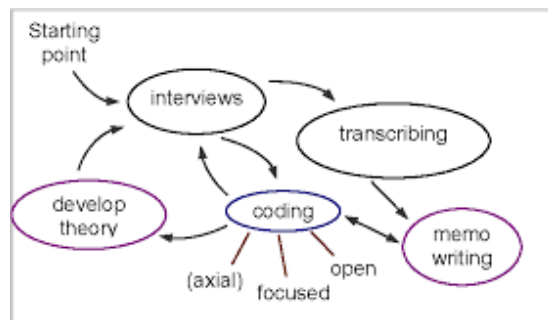 Starting
point
interviews
transcribing
develop
theory
coding
memo
writing
(axial)
focused
open